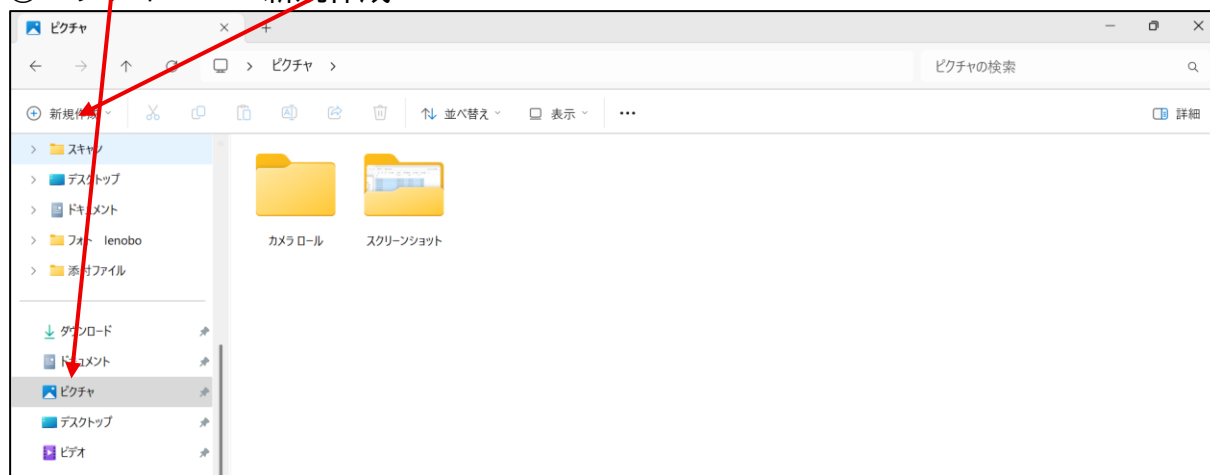 ピクチャ
ピクチャ
ピクチャの検索
新規作成
並べ替え
表示
詳細
スキャン
デスクトップ
ドキュメント
フォト lenobo
添付ファイル
カメラ ロール
スクリーンショット
ダウンロード
ドキュメント
ピクチャ
デスクトップ
ビデオ